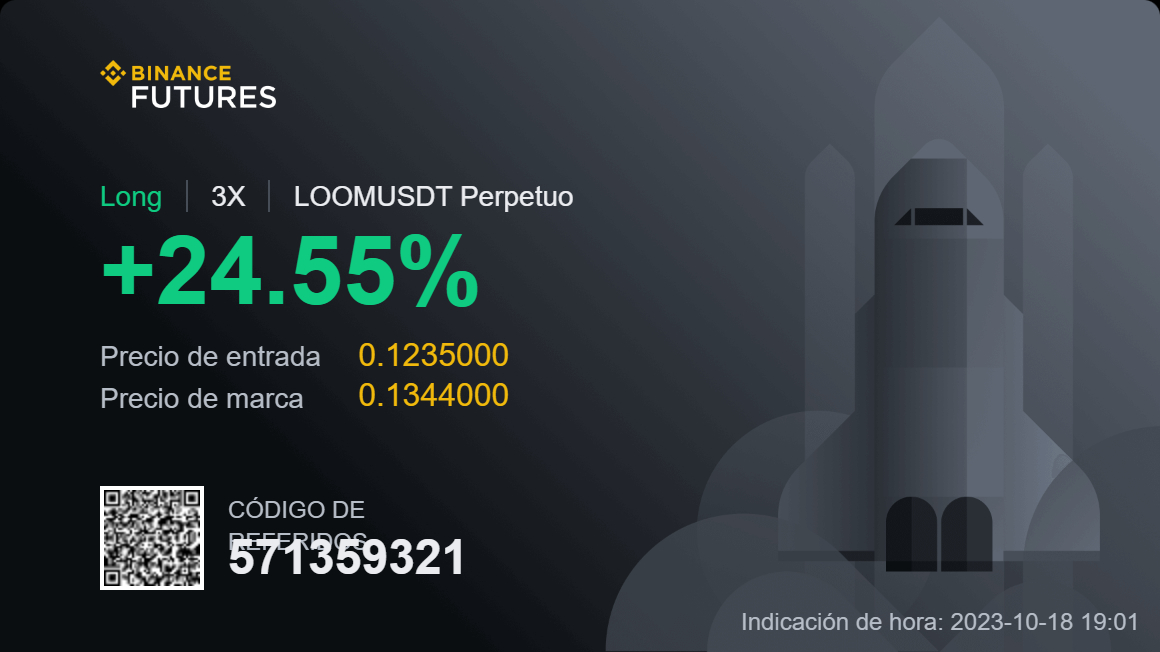 BINANCE
FUTURES
Long | 3X | LOOMUSDT Perpetuo
+24.55%
Precio de entrada 0.1235000
Precio de marca 0.1344000
CÓDIGO DE
REFERIDOS
571359321
Indicación de hora: 2023-10-18 19:01